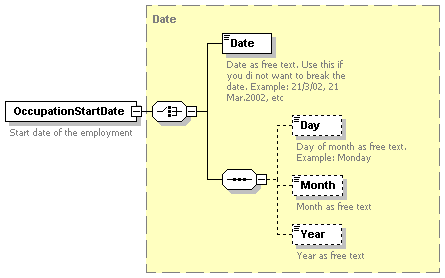 Date
Date
Date as free text. Use this if
you di not want to break the
date. Example: 21/3/02, 21
Mar.2002, etc
OccupationStartDate
Start date of the employment
Day
Day of month as free text.
Example: Monday
Month
Month as free text
Year
Year as free text